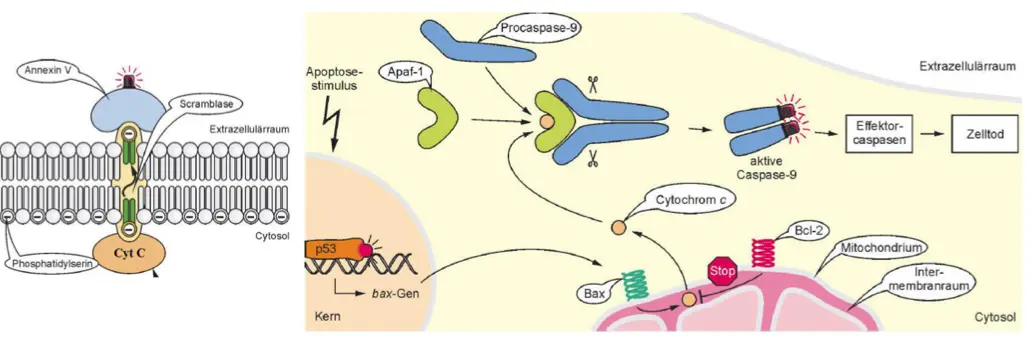 Annexin V
Scramblase
Extrazellulärraum
Cytosol
Phosphatidylserin
Cyt C
Procaspase-9
Apoptose-
stimulus
Apaf-1
Extrazellulärraum
aktive
Caspase-9
Effektor-
caspasen
Zelltod
Cytochrom c
Bcl-2
Stop
Mitochondrium
Inter-
membranraum
Bax
p53
bax-Gen
Kern
Cytosol